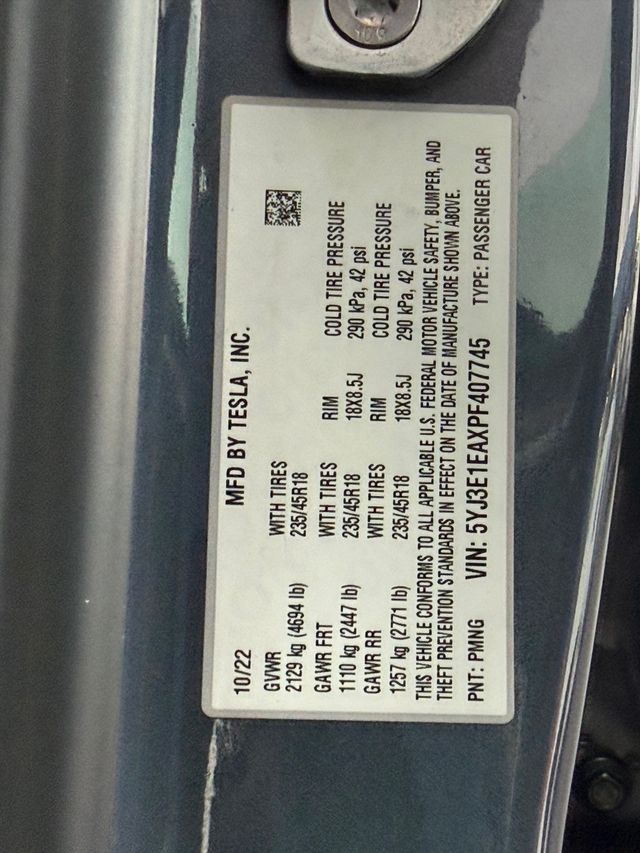 MFD BY TESLA, INC.
10/22
GVWR WITH TIRES
2129 kg (4694 lb) 235/45R18
GAWR FRT WITH TIRES RIM COLD TIRE PRESSURE
1110 kg (2447 lb) 235/45R18 18X8.5J 290 kPa, 42 psi
GAWR RR WITH TIRES RIM COLD TIRE PRESSURE
1257 kg (2771 lb) 235/45R18 18X8.5J 290 kPa, 42 psi
THIS VEHICLE CONFORMS TO ALL APPLICABLE U.S. FEDERAL MOTOR VEHICLE SAFETY, BUMPER, AND
THEFT PREVENTION STANDARDS IN EFFECT ON THE DATE OF MANUFACTURE SHOWN ABOVE.
PNT: PMNG VIN: 5YJ3E1EAXPF407745 TYPE: PASSENGER CAR